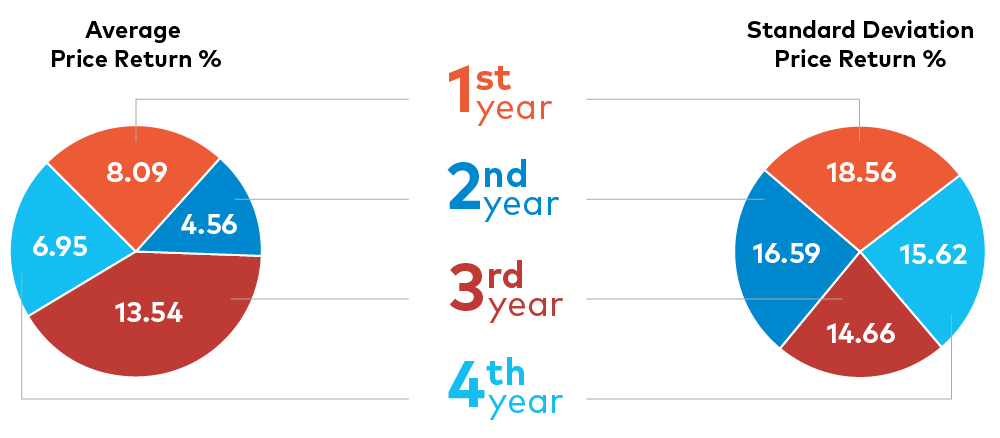 Average
Price Return %
8.09
4.56
6.95
13.54
1st
year
2nd
year
3rd
year
4th
year
Standard Deviation
Price Return %
18.56
16.59
15.62
14.66